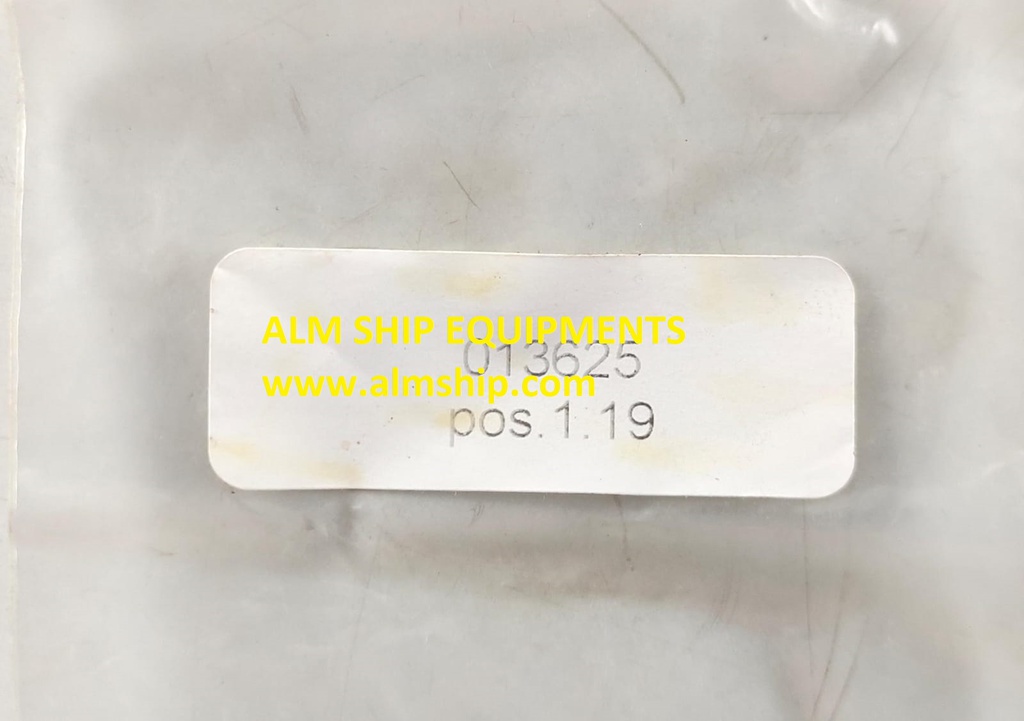 ALM SHIP EQUIPMENTS
013625
www.almship.com
pos.1.19